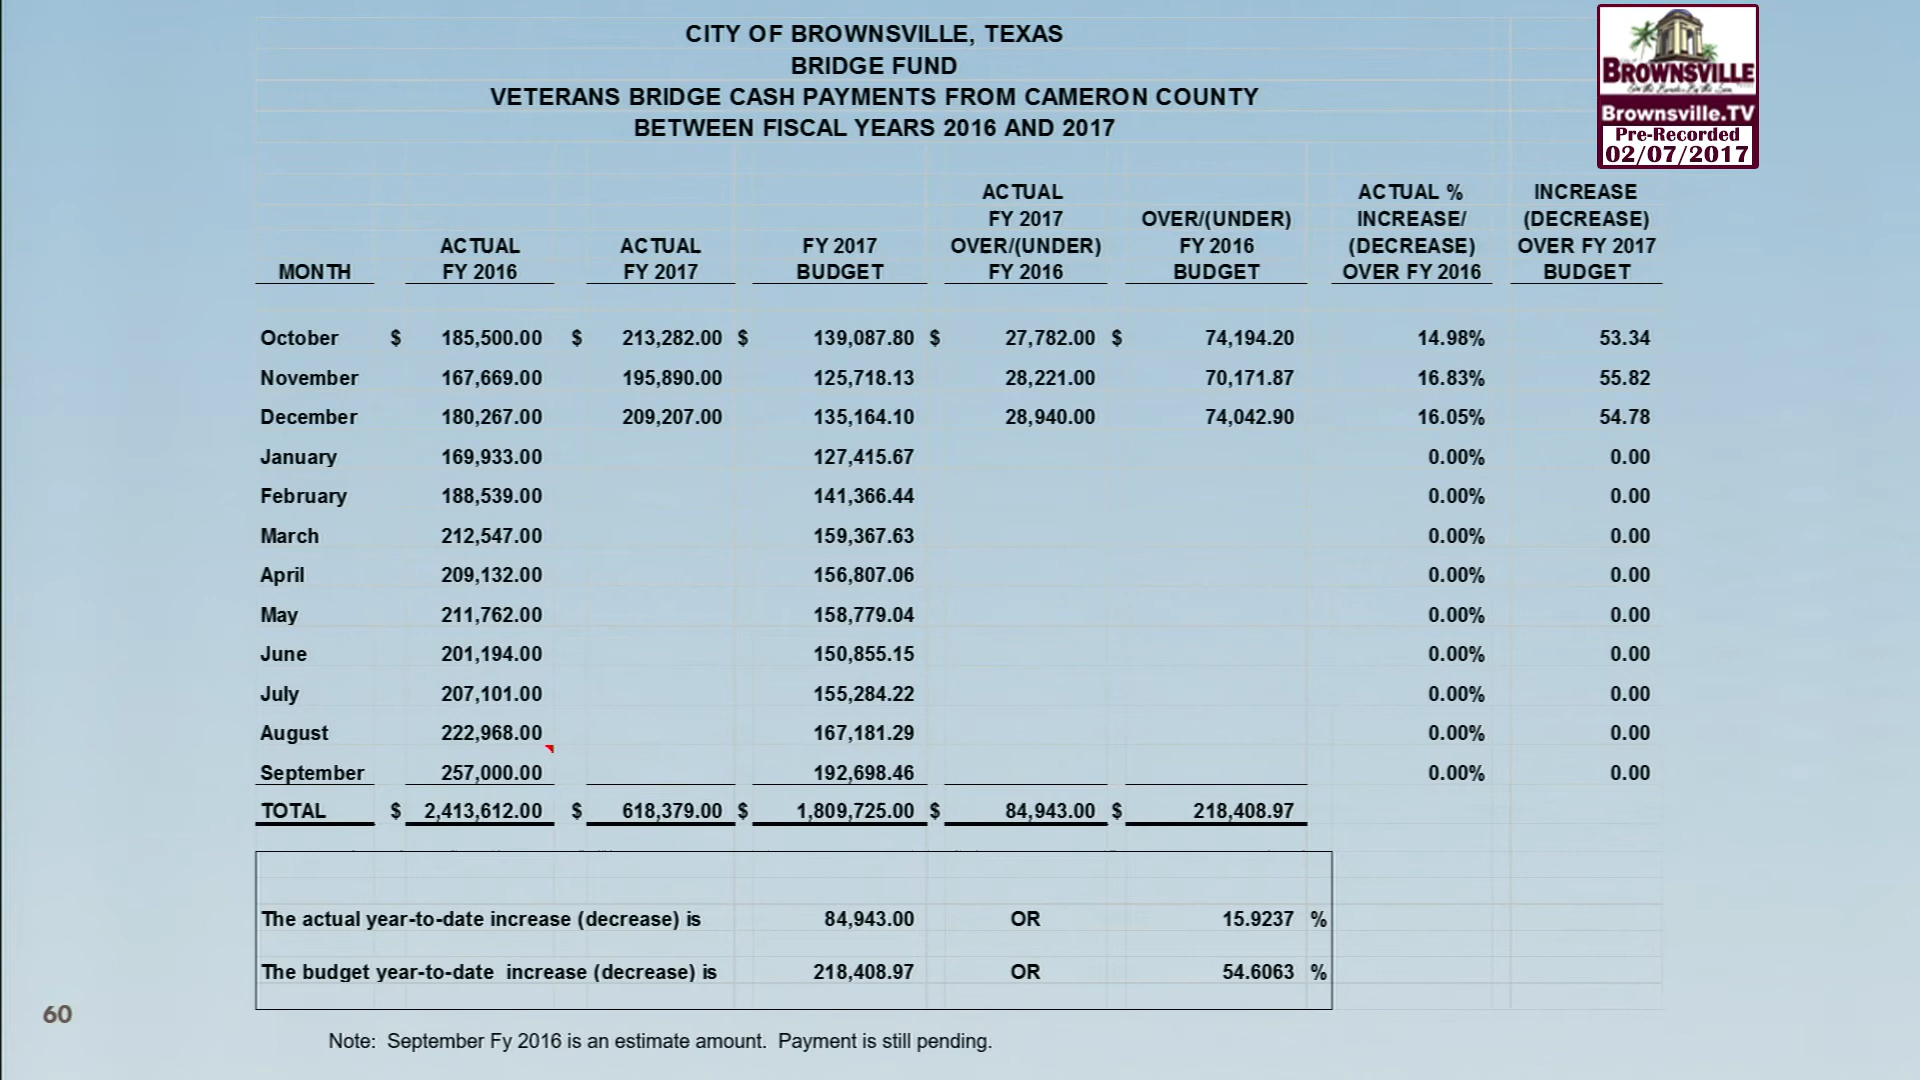 CITY OF BROWNSVILLE, TEXAS
BRIDGE FUND
VETERANS BRIDGE CASH PAYMENTS FROM CAMERON COUNTY
BETWEEN FISCAL YEARS 2016 AND 2017
BROWNSVILLE
Brownsville.TV
Pre-Recorded
02/07/2017
MONTH ACTUAL FY 2016 ACTUAL FY 2017 FY 2017 BUDGET ACTUAL FY 2017 OVER/(UNDER) FY 2016 OVER/(UNDER) FY 2016 BUDGET ACTUAL % INCREASE/ (DECREASE) OVER FY 2016 INCREASE (DECREASE) OVER FY 2017 BUDGET
October $ 185,500.00 $ 213,282.00 $ 139,087.80 $ 27,782.00 $ 74,194.20 14.98% 53.34
November 167,669.00 195,890.00 125,718.13 28,221.00 70,171.87 16.83% 55.82
December 180,267.00 209,207.00 135,164.10 28,940.00 74,042.90 16.05% 54.78
January 169,933.00 127,415.67 0.00% 0.00
February 188,539.00 141,366.44 0.00% 0.00
March 212,547.00 159,367.63 0.00% 0.00
April 209,132.00 156,807.06 0.00% 0.00
May 211,762.00 158,779.04 0.00% 0.00
June 201,194.00 150,855.15 0.00% 0.00
July 207,101.00 155,284.22 0.00% 0.00
August 222,968.00 167,181.29 0.00% 0.00
September 257,000.00 192,698.46 0.00% 0.00
TOTAL $ 2,413,612.00 $ 618,379.00 $ 1,809,725.00 $ 84,943.00 $ 218,408.97
The actual year-to-date increase (decrease) is 84,943.00 OR 15.9237 %
The budget year-to-date increase (decrease) is 218,408.97 OR 54.6063 %
60
Note: September Fy 2016 is an estimate amount. Payment is still pending.